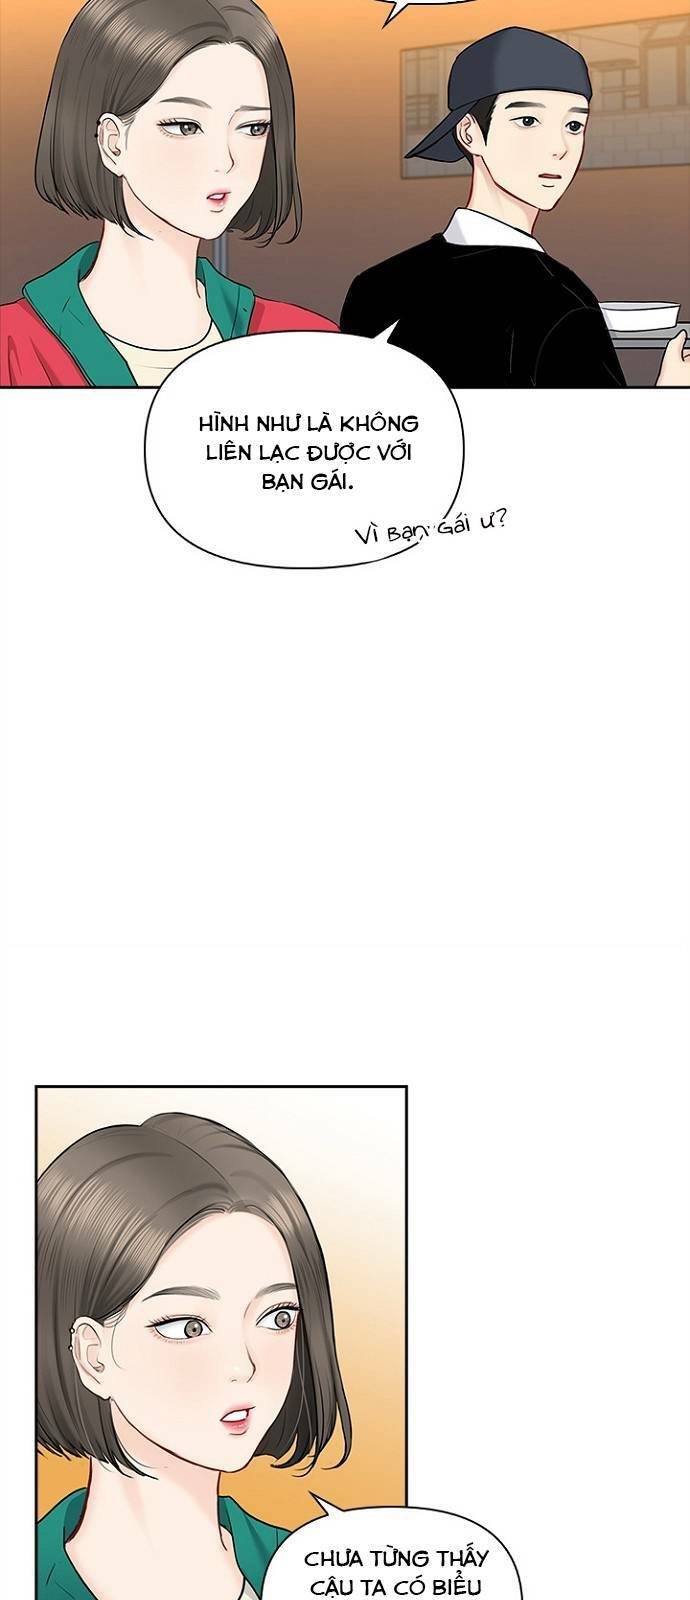 HÌNH NHƯ LÀ KHÔNG
LIÊN LẠC ĐƯỢC VỚI
BẠN GÁI.
Vì Bạn Gái ư?
CHƯA TỪNG THẤY
CẬU TA CÓ BIỂU